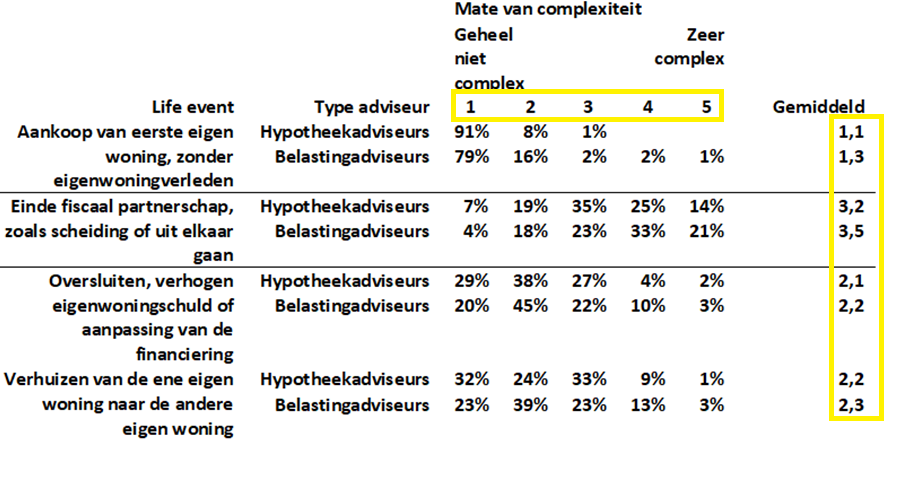 Mate van complexiteit
Geheel Zeer
niet complex
complex
Life event Type adviseur 1 2 3 4 5 Gemiddeld
Aankoop van eerste eigen Hypotheekadviseurs 91% 8% 1% 1,1
woning, zonder Belastingadviseurs 79% 16% 2% 2% 1% 1,3
eigenwoningverleden
Einde fiscaal partnerschap, Hypotheekadviseurs 7% 19% 35% 25% 14% 3,2
zoals scheiding of uit elkaar Belastingadviseurs 4% 18% 23% 33% 21% 3,5
gaan
Oversluiten, verhogen Hypotheekadviseurs 29% 38% 27% 4% 2% 2,1
eigenwoningschuld of Belastingadviseurs 20% 45% 22% 10% 3% 2,2
aanpassing van de
financiering
Verhuizen van de ene eigen Hypotheekadviseurs 32% 24% 33% 9% 1% 2,2
woning naar de andere Belastingadviseurs 23% 39% 23% 13% 3% 2,3
eigen woning